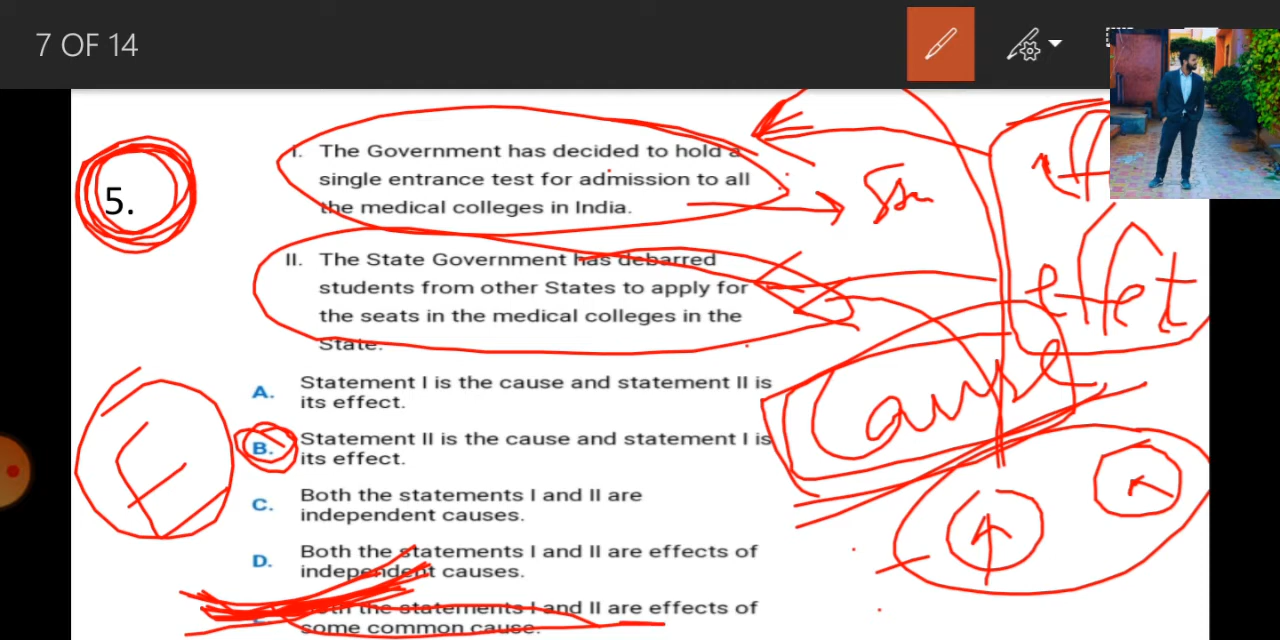 7 OF 14
5.
I. The Government has decided to hold a
single entrance test for admission to all
the medical colleges in India.
II. The State Government has debarred
students from other States to apply for
the seats in the medical colleges in the
State.
A. Statement I is the cause and statement II is
its effect.
B. Statement II is the cause and statement I is
its effect.
C. Both the statements I and II are
independent causes.
D. Both the statements I and II are effects of
independent causes.
Both the statements I and II are effects of
some common cause.
effet
Cause
E